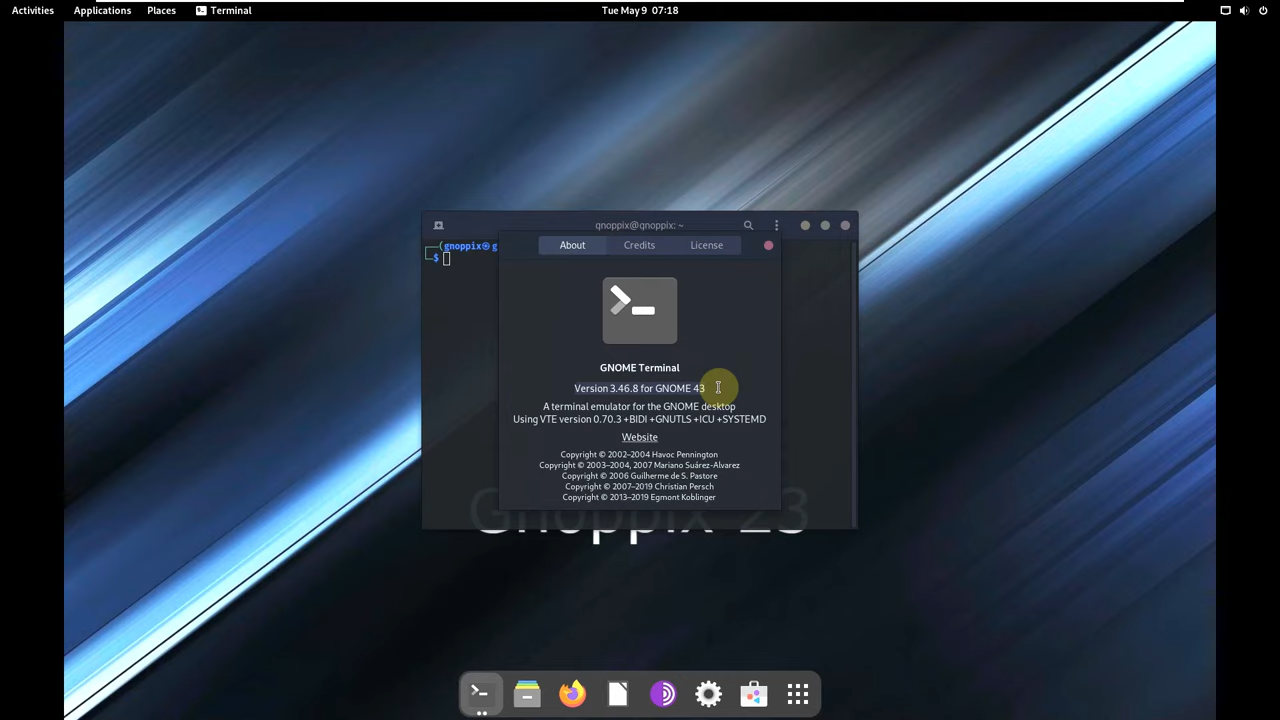 Activities Applications Places Terminal Tue May 9 07:18
qnoppix@qnoppix: ~
(gnoppix㉿g
$
About Credits License
GNOME Terminal
Version 3.46.8 for GNOME 43
A terminal emulator for the GNOME desktop
Using VTE version 0.70.3 +BIDI +GNUTLS +ICU +SYSTEMD
Website
Copyright © 2002–2004 Havoc Pennington
Copyright © 2003–2004, 2007 Mariano Suárez-Alvarez
Copyright © 2006 Guilherme de S. Pastore
Copyright © 2007–2019 Christian Persch
Copyright © 2013–2019 Egmont Koblinger
Gnoppix 23